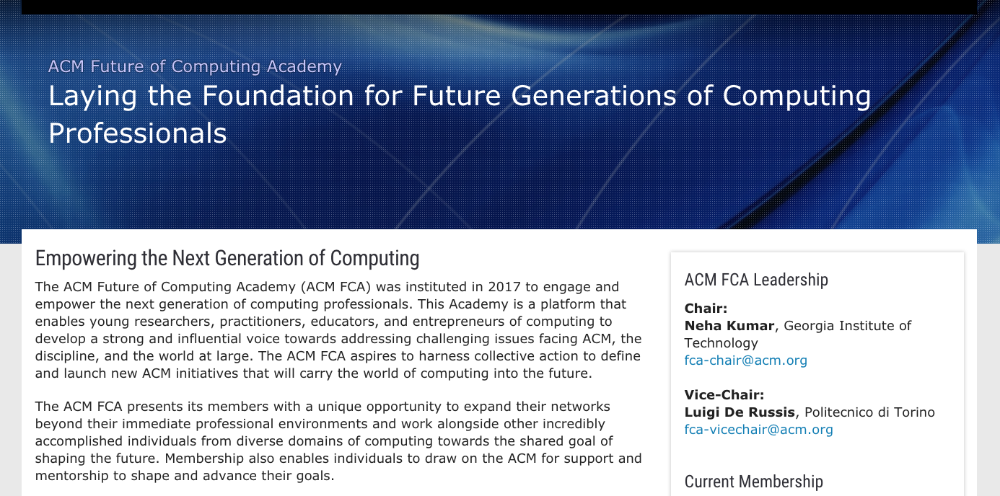 ACM Future of Computing Academy
Laying the Foundation for Future Generations of Computing
Professionals
Empowering the Next Generation of Computing
The ACM Future of Computing Academy (ACM FCA) was instituted in 2017 to engage and
empower the next generation of computing professionals. This Academy is a platform that
enables young researchers, practitioners, educators, and entrepreneurs of computing to
develop a strong and influential voice towards addressing challenging issues facing ACM, the
discipline, and the world at large. The ACM FCA aspires to harness collective action to define
and launch new ACM initiatives that will carry the world of computing into the future.
The ACM FCA presents its members with a unique opportunity to expand their networks
beyond their immediate professional environments and work alongside other incredibly
accomplished individuals from diverse domains of computing towards the shared goal of
shaping the future. Membership also enables individuals to draw on the ACM for support and
mentorship to shape and advance their goals.
ACM FCA Leadership
Chair:
Neha Kumar, Georgia Institute of
Technology
fca-chair@acm.org
Vice-Chair:
Luigi De Russis, Politecnico di Torino
fca-vicechair@acm.org
Current Membership